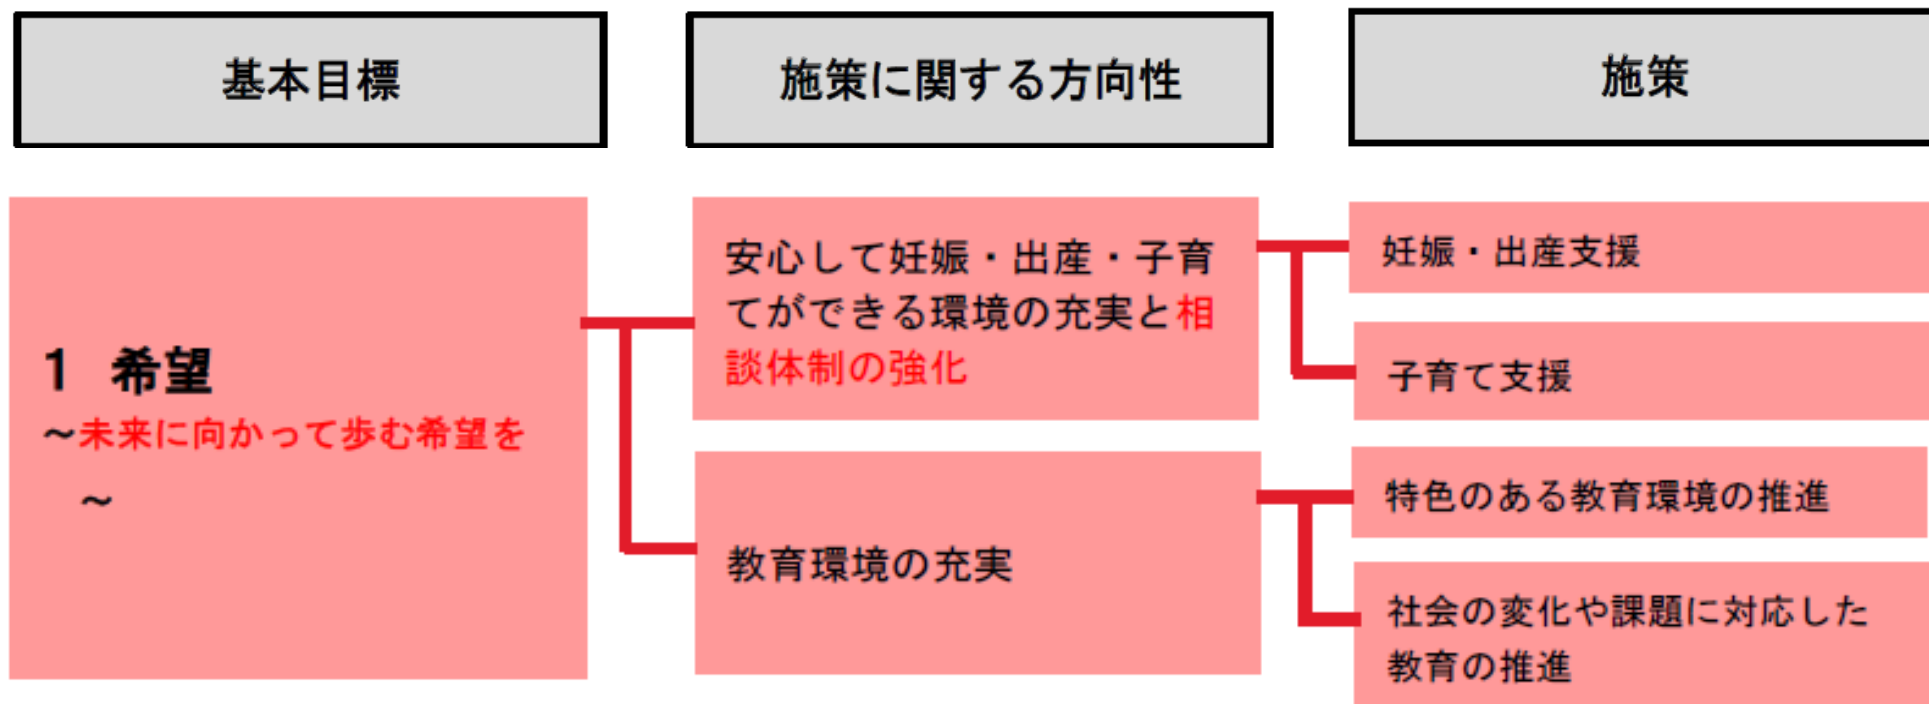 基本目標
施策に関する方向性
施策
1 希望
～未来に向かって歩む希望を
～
安心して妊娠・出産・子育
てができる環境の充実と相
談体制の強化
妊娠・出産支援
子育て支援
教育環境の充実
特色のある教育環境の推進
社会の変化や課題に対応した
教育の推進